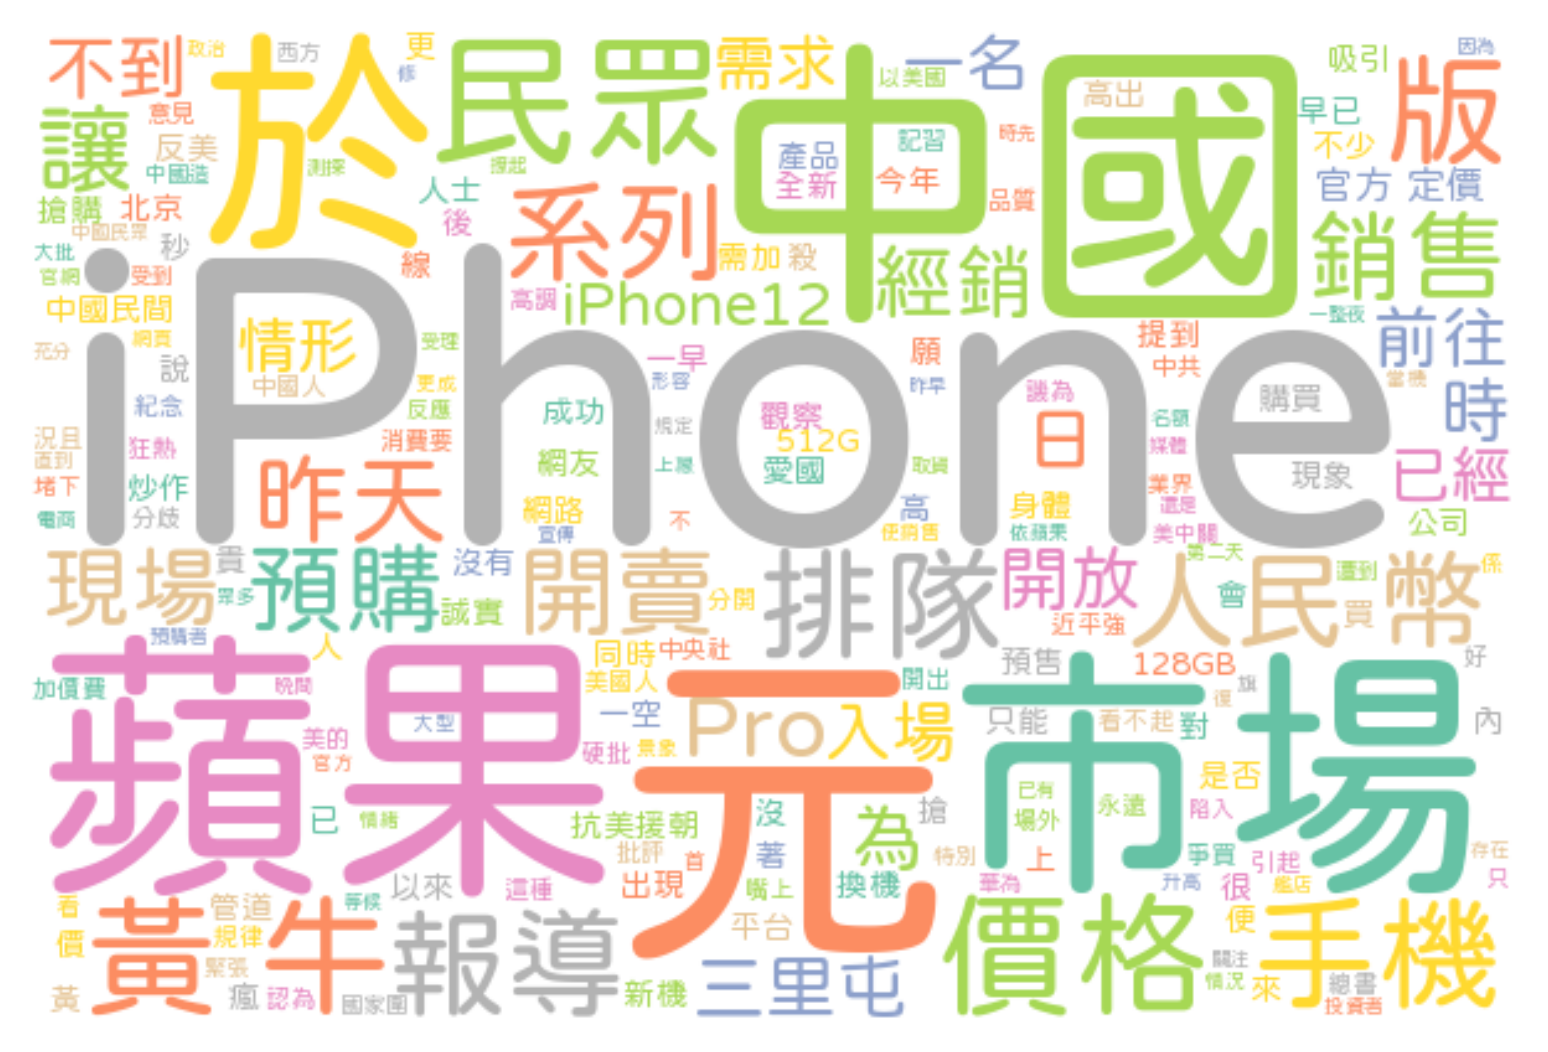 不到
政治
西方
更
修
民眾
需求
以美國
一名
中國
高出
吸引
因為
版
讓
意見
反美
中國造
於
測探
人士
後
系列
產品
全新
記習
今年
時先
品質
早已
不少
官方
定價
搶購
北京
中國民眾
秒
大批
官網
受到
線
高調
iPhone12
需加
殺
經銷
銷售
一整夜
中國民間
網賣
充分
說
情形
中國人
受理
更成
反應
一早
形容
願
昨早
提到
中共
前往
當機
時
iPhone
紀念
況且
直到
狂熱
堵下
炒作
電商
分歧
消費要
昨天
成功
網友
網路
宣傳
規定
不
觀察
512G
愛國
取貨
高
便銷售
譏為
日
身體
依蘋果
名額
媒體
業界
還是
美中關
購買
現象
已經
公司
現場
貴
眾多
預購
沒有
誠實
開賣
分開
排隊
開放
近平強
第二天
人民幣
會
遭到
買
係
預購者
人
同時
中央社
美國人
開出
預售
128GB
旗
復
好
加價費
晚間
蘋果
美的
官方
大型
一空
硬批
景象
元
Pro
入場
只能
看不起
對
市場
內
是否
已
情緒
抗美援朝
沒
為
搶
已有
場外
永遠
陷入
批評
首
著
特別
上
爭買
引起
存在
只
以來
這種
出現
嘴上
換機
華為
升高
很
艦店
看
價
黃
黃牛
管道
規律
緊張
等候
瘋
認為
國家圍
報導
新機
平台
三里屯
價格
便
關注
情況
來
手機
總書
投資者